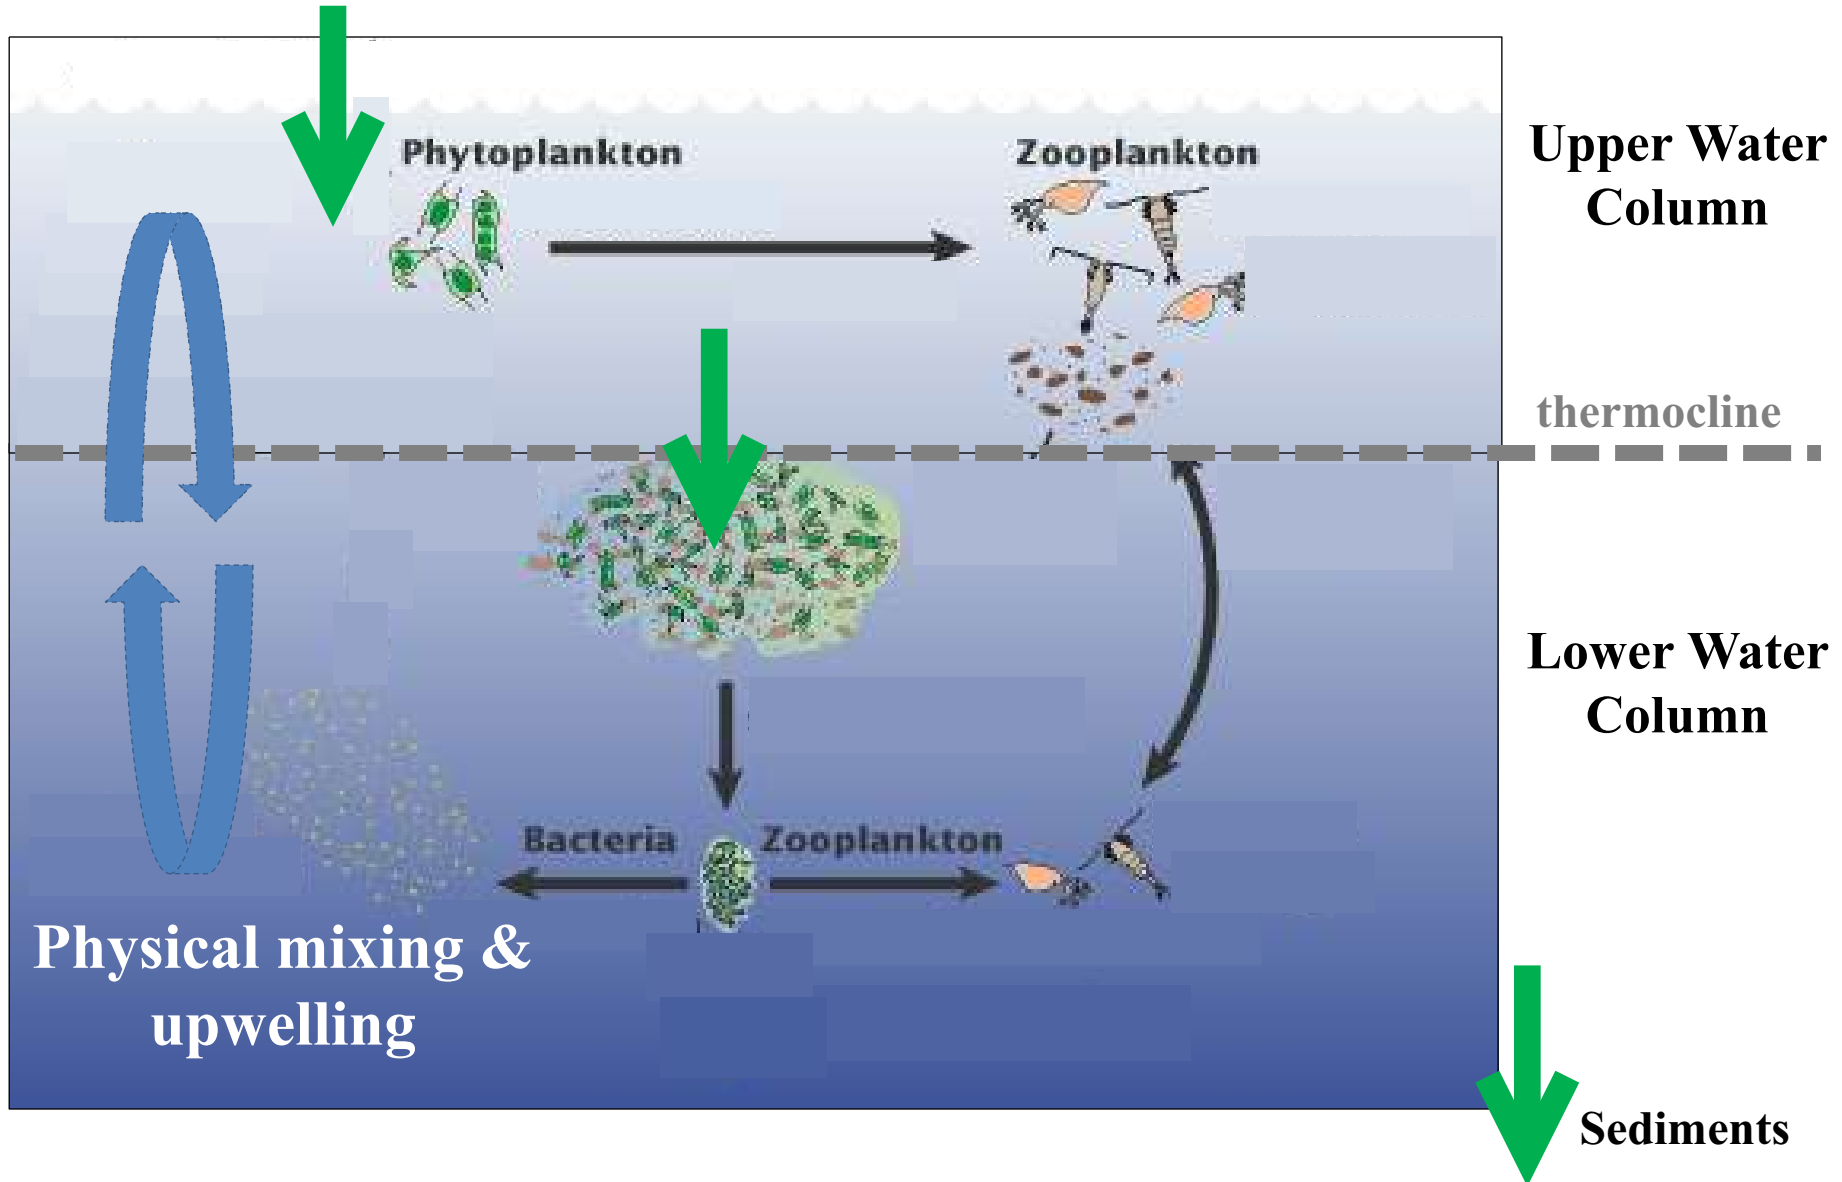 Phytoplankton
Zooplankton
Upper Water
Column
thermocline
Lower Water
Column
Bacteria
Zooplankton
Physical mixing &
upwelling
Sediments